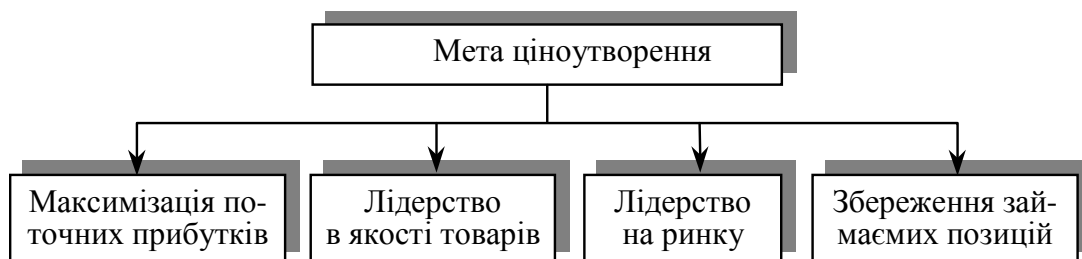 Мета ціноутворення
Максимізація по-
точних прибутків
Лідерство
в якості товарів
Лідерство
на ринку
Збереження зай-
маємих позицій